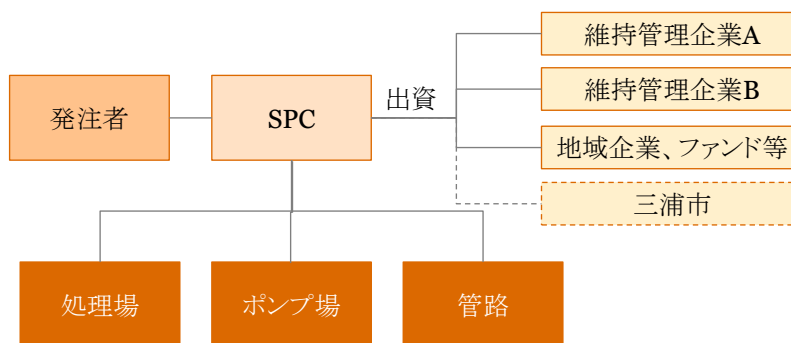 発注者
SPC
出資
維持管理企業A
維持管理企業B
地域企業、ファンド等
三浦市
処理場
ポンプ場
管路